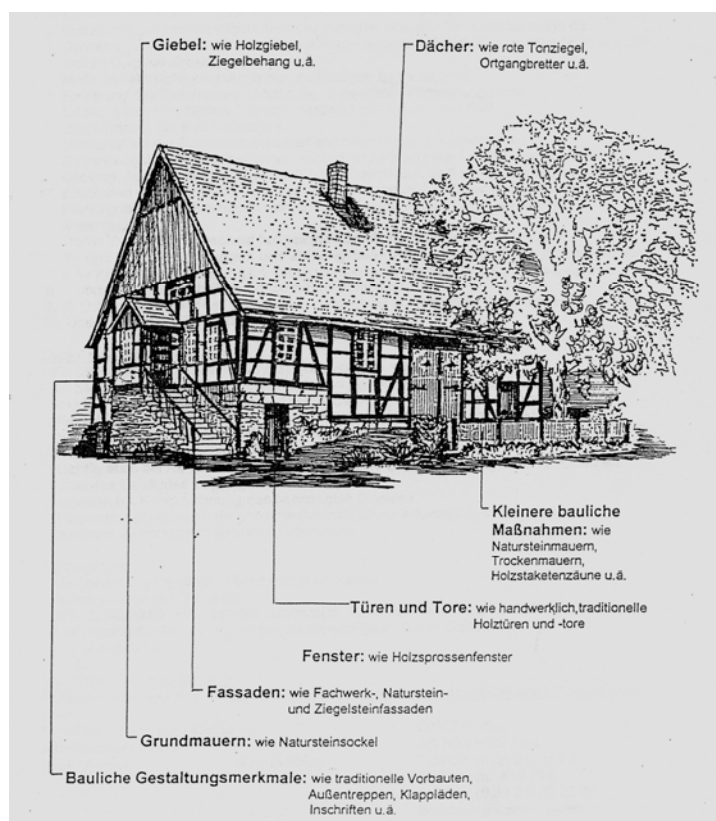 Giebel: wie Holzgiebel,
Ziegelbehang u.ä.
Dächer: wie rote Tonziegel,
Ortgangbretter u.ä.
Kleinere bauliche
Maßnahmen: wie
Natursteinmauern,
Trockenmauern,
Holzstaketenzäune u.ä.
Türen und Tore: wie handwerklich,traditionelle
Holztüren und -tore
Fenster: wie Holzsprossenfenster
Fassaden: wie Fachwerk-, Naturstein-
und Ziegelsteinfassaden
Grundmauern: wie Natursteinsockel
Bauliche Gestaltungsmerkmale: wie traditionelle Vorbauten,
Außentreppen, Klappläden,
Inschriften u.ä.